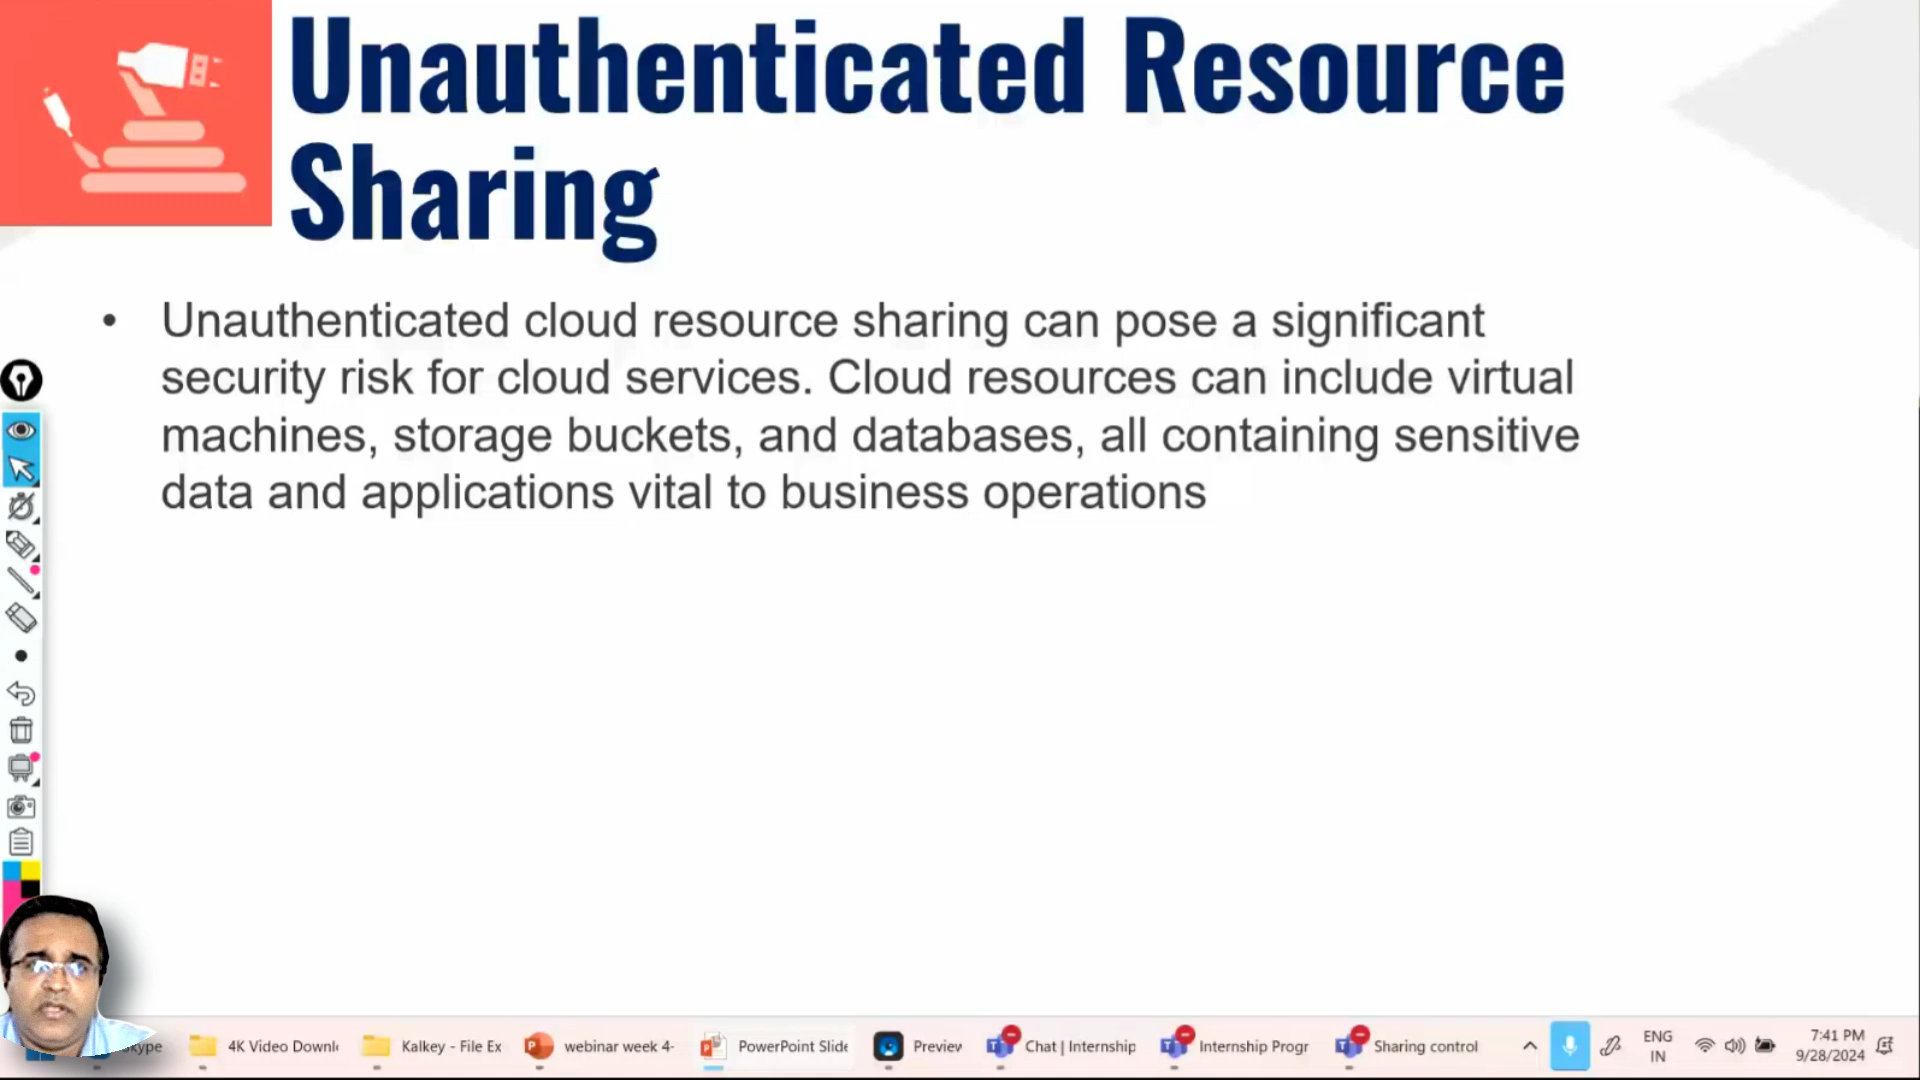 Unauthenticated Resource
Sharing
• Unauthenticated cloud resource sharing can pose a significant
security risk for cloud services. Cloud resources can include virtual
machines, storage buckets, and databases, all containing sensitive
data and applications vital to business operations
kype 4K Video Downl Kalkey - File Ex webinar week 4- PowerPoint Slide Preview Chat | Internship Internship Progr Sharing control ENG 7:41 PM
IN 9/28/2024